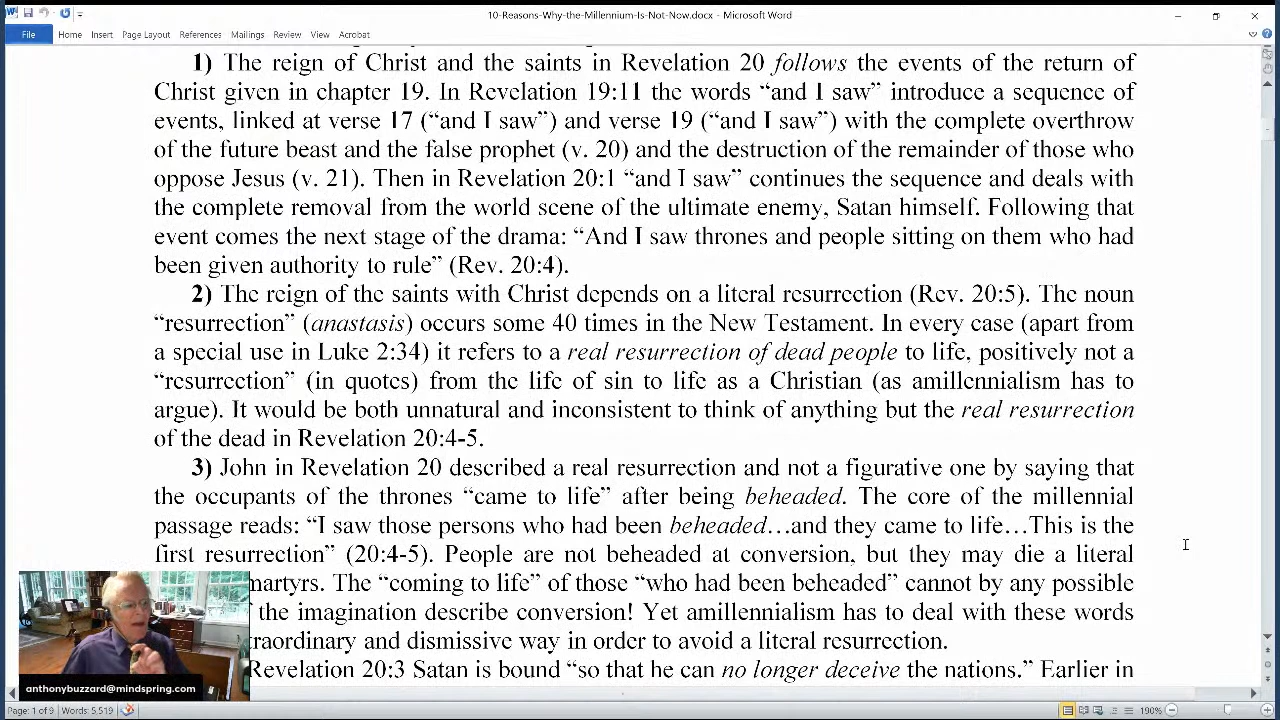 10-Reasons-Why-the-Millennium-Is-Not-Now.docx - Microsoft Word
File Home Insert Page Layout References Mailings Review View Acrobat
1) The reign of Christ and the saints in Revelation 20 follows the events of the return of
Christ given in chapter 19. In Revelation 19:11 the words “and I saw” introduce a sequence of
events, linked at verse 17 (“and I saw”) and verse 19 (“and I saw”) with the complete overthrow
of the future beast and the false prophet (v. 20) and the destruction of the remainder of those who
oppose Jesus (v. 21). Then in Revelation 20:1 “and I saw” continues the sequence and deals with
the complete removal from the world scene of the ultimate enemy, Satan himself. Following that
event comes the next stage of the drama: “And I saw thrones and people sitting on them who had
been given authority to rule” (Rev. 20:4).
2) The reign of the saints with Christ depends on a literal resurrection (Rev. 20:5). The noun
“resurrection” (anastasis) occurs some 40 times in the New Testament. In every case (apart from
a special use in Luke 2:34) it refers to a real resurrection of dead people to life, positively not a
“resurrection” (in quotes) from the life of sin to life as a Christian (as amillennialism has to
argue). It would be both unnatural and inconsistent to think of anything but the real resurrection
of the dead in Revelation 20:4-5.
3) John in Revelation 20 described a real resurrection and not a figurative one by saying that
the occupants of the thrones “came to life” after being beheaded. The core of the millennial
passage reads: “I saw those persons who had been beheaded…and they came to life…This is the
first resurrection” (20:4-5). People are not beheaded at conversion, but they may die a literal
martyrs. The “coming to life” of those “who had been beheaded” cannot by any possible
the imagination describe conversion! Yet amillennialism has to deal with these words
traordinary and dismissive way in order to avoid a literal resurrection.
Revelation 20:3 Satan is bound “so that he can no longer deceive the nations.” Earlier in
anthonybuzzard@mindspring.com
Page: 1 of 9 Words: 5,519 190%